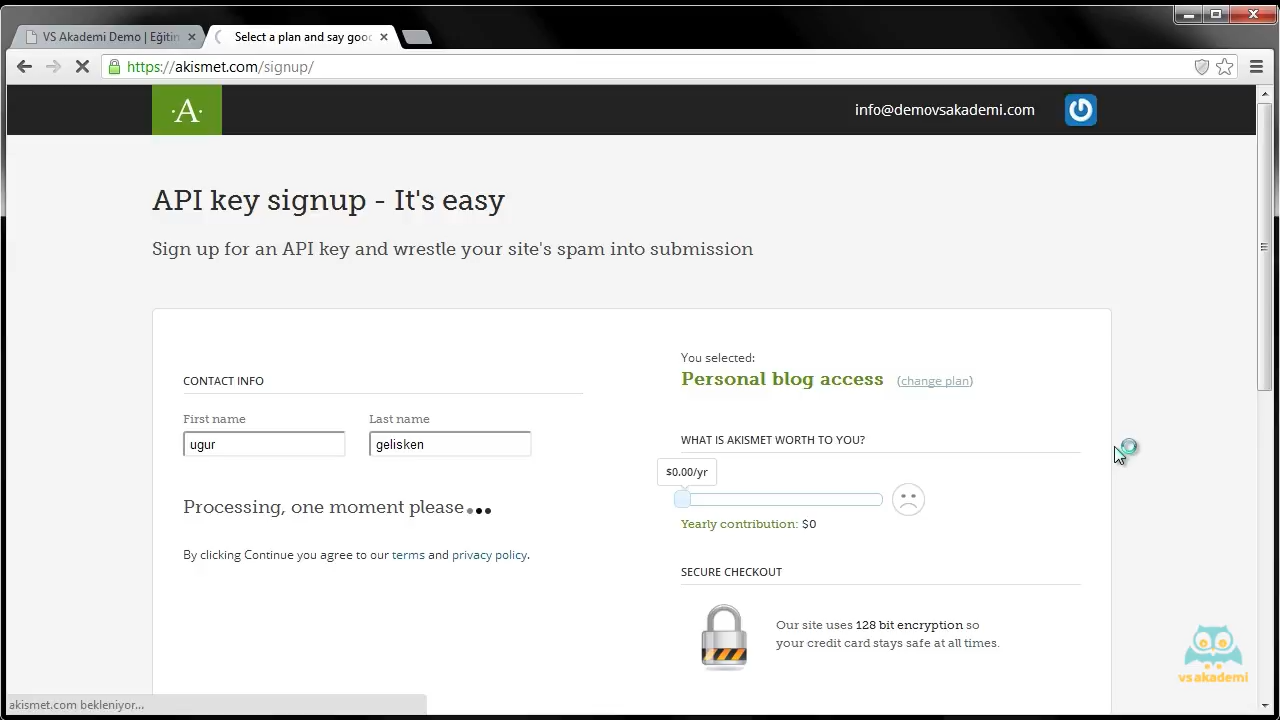 VS Akademi Demo | Eğitin
Select a plan and say gooc
https://akismet.com/signup/
·A·
info@demovsakademi.com
API key signup - It's easy
Sign up for an API key and wrestle your site's spam into submission
CONTACT INFO
First name
Last name
ugur
gelisken
Processing, one moment please
By clicking Continue you agree to our terms and privacy policy.
You selected:
Personal blog access (change plan)
WHAT IS AKISMET WORTH TO YOU?
$0.00/yr
Yearly contribution: $0
SECURE CHECKOUT
Our site uses 128 bit encryption so
your credit card stays safe at all times.
vs akademi
akismet.com bekleniyor...